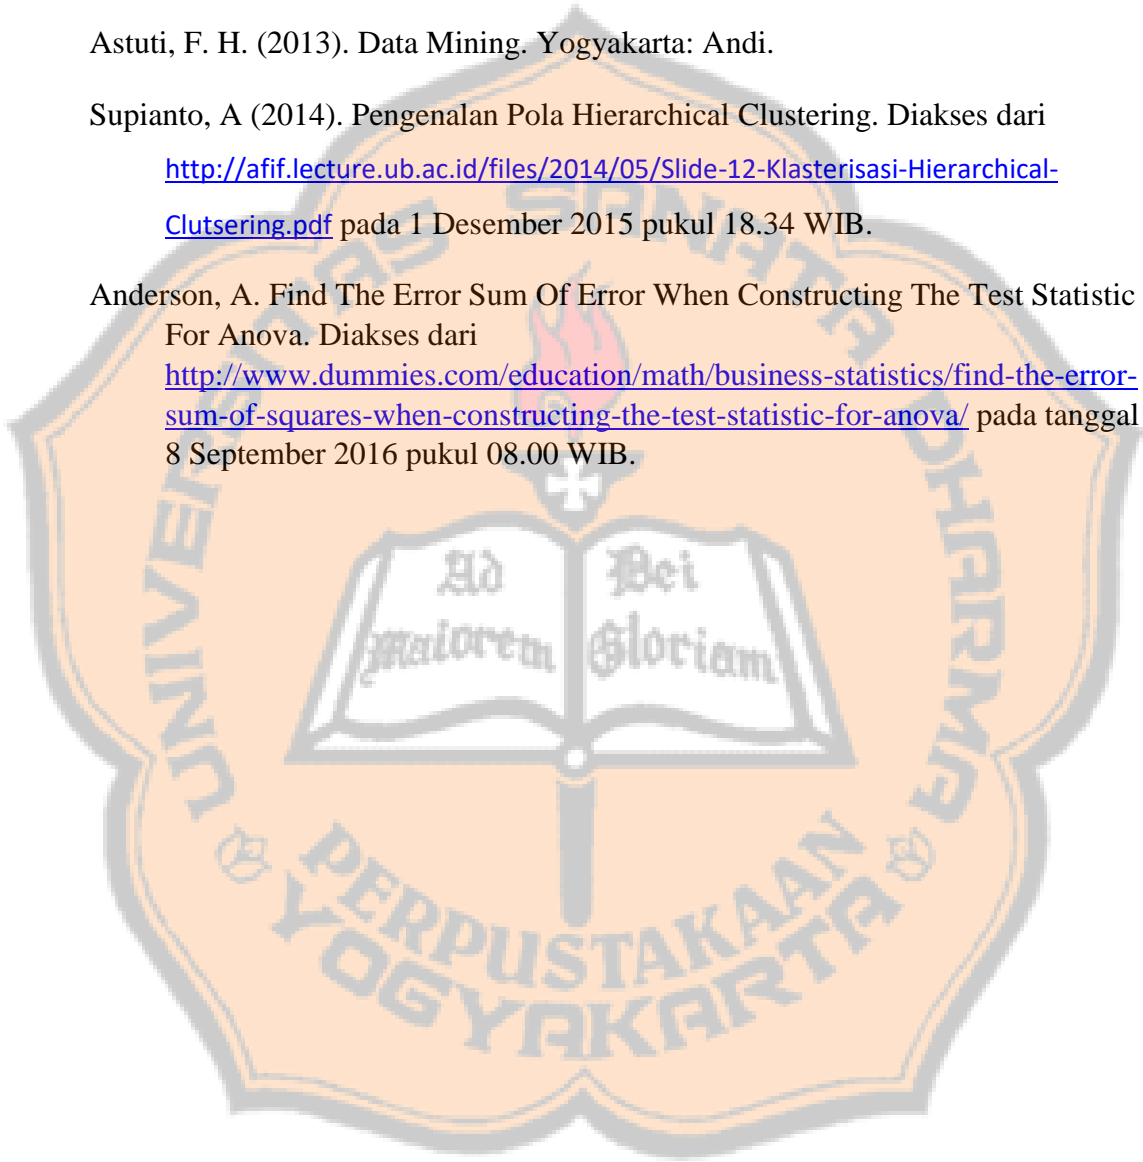 Astuti, F. H. (2013). Data Mining. Yogyakarta: Andi.
Supianto, A (2014). Pengenalan Pola Hierarchical Clustering. Diakses dari
http://afif.lecture.ub.ac.id/files/2014/05/Slide-12-Klasterisasi-Hierarchical-
Clutsering.pdf pada 1 Desember 2015 pukul 18.34 WIB.
Anderson, A. Find The Error Sum Of Error When Constructing The Test Statistic
For Anova. Diakses dari
http://www.dummies.com/education/math/business-statistics/find-the-error-
sum-of-squares-when-constructing-the-test-statistic-for-anova/ pada tanggal
8 September 2016 pukul 08.00 WIB.
UNIVERSITAS SANATA DHARMA
Ad Dei
maiorem Gloriam
PERPUSTAKAAN
YOGYAKARTA